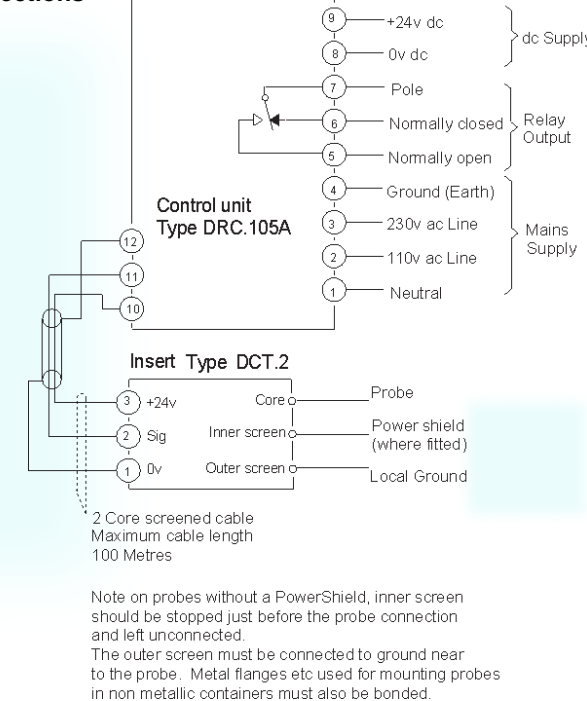 9 +24v dc
dc Supply
8 0v dc
7 Pole
6 Normally closed
Relay
Output
5 Normally open
4 Ground (Earth)
Control unit
Type DRC.105A
3 230v ac Line
Mains
Supply
12
2 110v ac Line
11
1 Neutral
10
Insert Type DCT.2
3 +24v
Core
Probe
2 Sig
Inner screen
Power shield
(where fitted)
1 0v
Outer screen
Local Ground
2 Core screened cable
Maximum cable length
100 Metres
Note on probes without a PowerShield, inner screen
should be stopped just before the probe connection
and left unconnected.
The outer screen must be connected to ground near
to the probe. Metal flanges etc used for mounting probes
in non metallic containers must also be bonded.